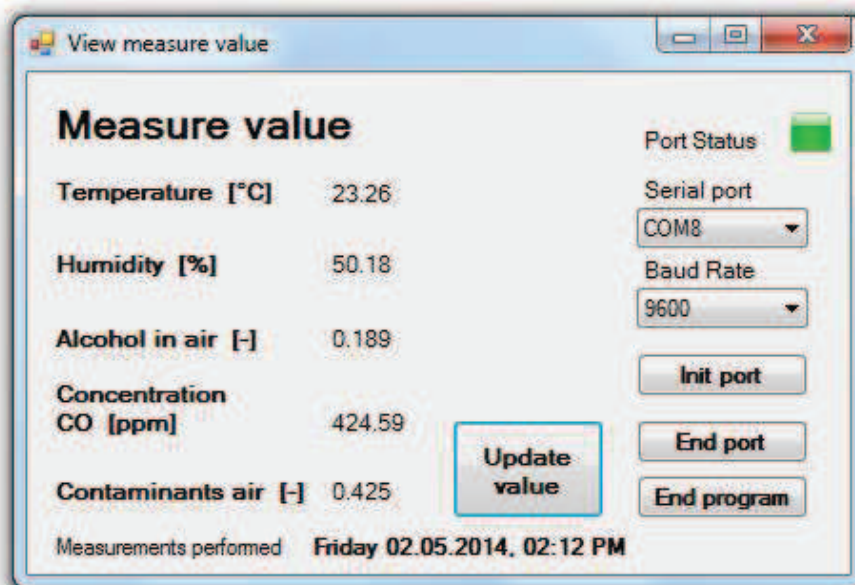 View measure value
Measure value
Port Status
Temperature [°C] 23.26
Serial port
COM8
Humidity [%] 50.18
Baud Rate
9600
Alcohol in air [-] 0.189
Init port
Concentration
CO [ppm] 424.59
Update
value
End port
Contaminants air [-] 0.425
End program
Measurements performed Friday 02.05.2014, 02:12 PM